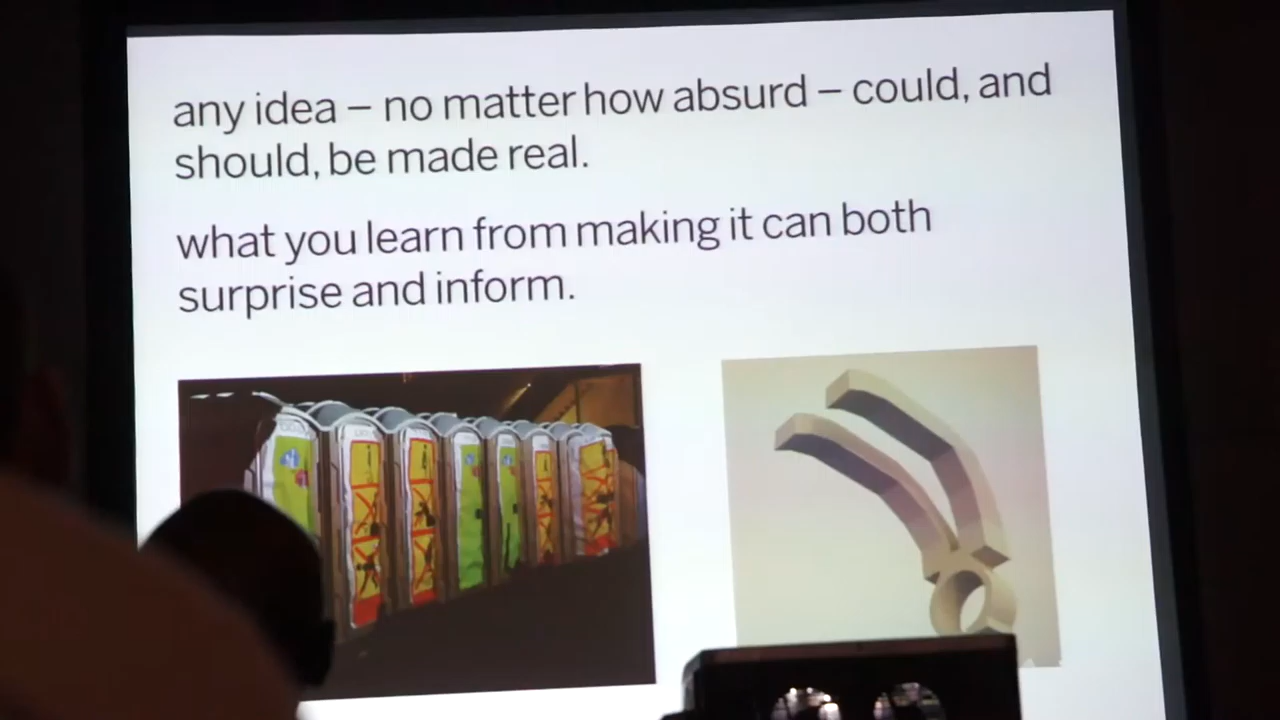 any idea – no matter how absurd – could, and
should, be made real.
what you learn from making it can both
surprise and inform.